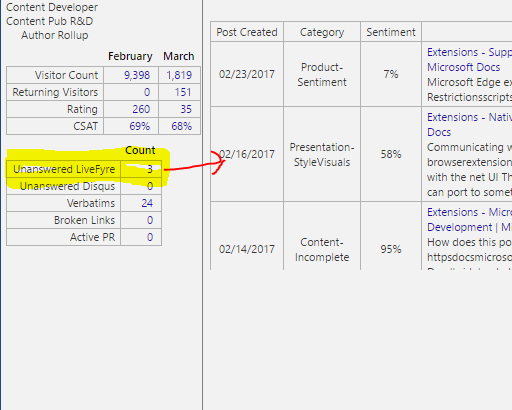 Content Developer
Content Pub R&D
Author Rollup
February March
Visitor Count 9,398 1,819
Returning Visitors 0 151
Rating 260 35
CSAT 69% 68%
Count
Unanswered LiveFyre 3
Unanswered Disqus 0
Verbatims 24
Broken Links 0
Active PR 0
Post Created Category Sentiment
02/23/2017 Product-
Sentiment 7% Extensions - Supp
Microsoft Docs
Microsoft Edge ex
Restrictionsscripts
02/16/2017 Presentation-
StyleVisuals 58% Extensions - Nativ
Docs
Communicating w
browserextension
with the net UI Th
can port to somet
02/14/2017 Content-
Incomplete 95% Extensions - Micro
Development | Mi
How does this po
httpsdocsmicroso